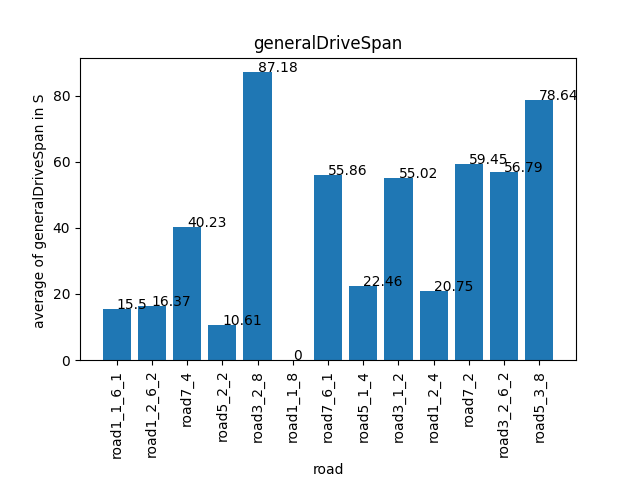 generalDriveSpan
average of generalDriveSpan in S
80
60
40
20
0
15.5
16.37
40.23
10.61
87.18
0
55.86
22.46
55.02
20.75
59.45
56.79
78.64
road1_1_6_1
road1_2_6_2
road7_4
road5_2_2
road3_2_8
road1_1_8
road7_6_1
road5_1_4
road3_1_2
road1_2_4
road7_2
road3_2_6_2
road5_3_8
road